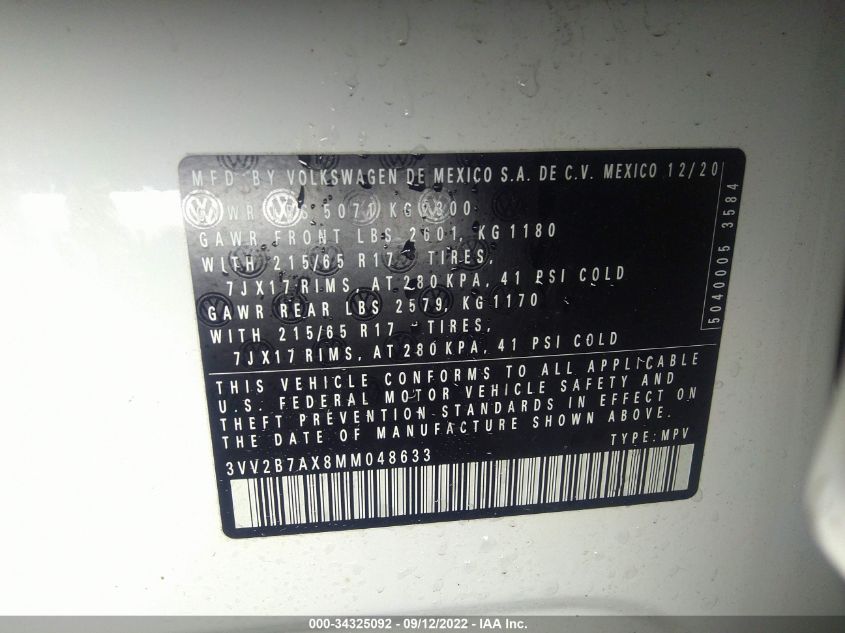 MFD BY VOLKSWAGEN DE MEXICO S.A. DE C.V. MEXICO 12/20
5071 KG
GAWR FRONT LBS 2601, KG 1180
WITH 215/65 R17 - TIRES,
7JX17 RIMS, AT 280 KPA, 41 PSI COLD
GAWR REAR LBS 2579, KG 1170
WITH 215/65 R17 - TIRES,
7JX17 RIMS, AT 280 KPA, 41 PSI COLD
5040005 3584
THIS VEHICLE CONFORMS TO ALL APPLICABLE
U.S. FEDERAL MOTOR VEHICLE SAFETY AND
THEFT PREVENTION STANDARDS IN EFFECT ON
THE DATE OF MANUFACTURE SHOWN ABOVE.
3VV2B7AX8MM048633 TYPE: MPV
000-34325092 - 09/12/2022 - IAA Inc.